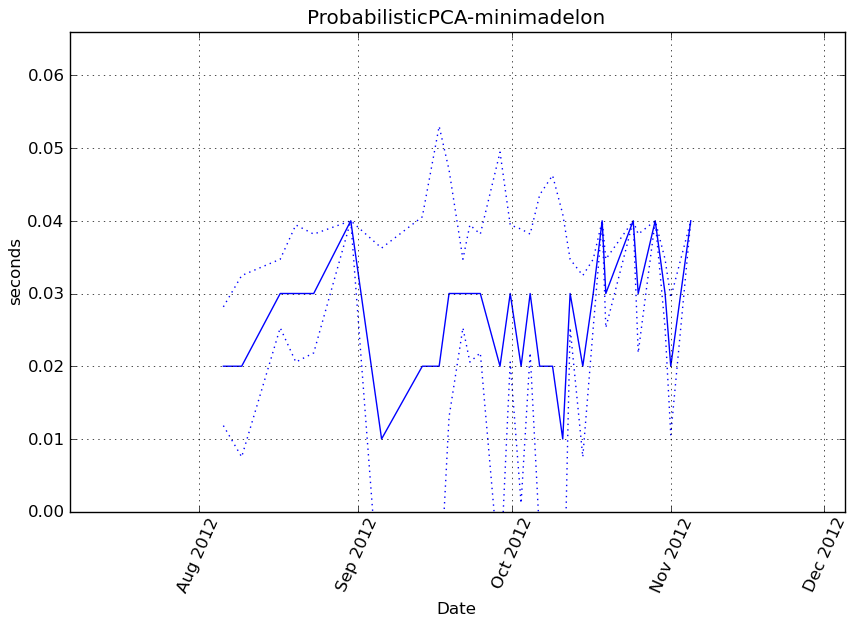 ProbabilisticPCA-minimadelon
0.06
0.05
0.04
0.03
0.02
0.01
0.00
seconds
Aug 2012
Sep 2012
Oct 2012
Nov 2012
Dec 2012
Date